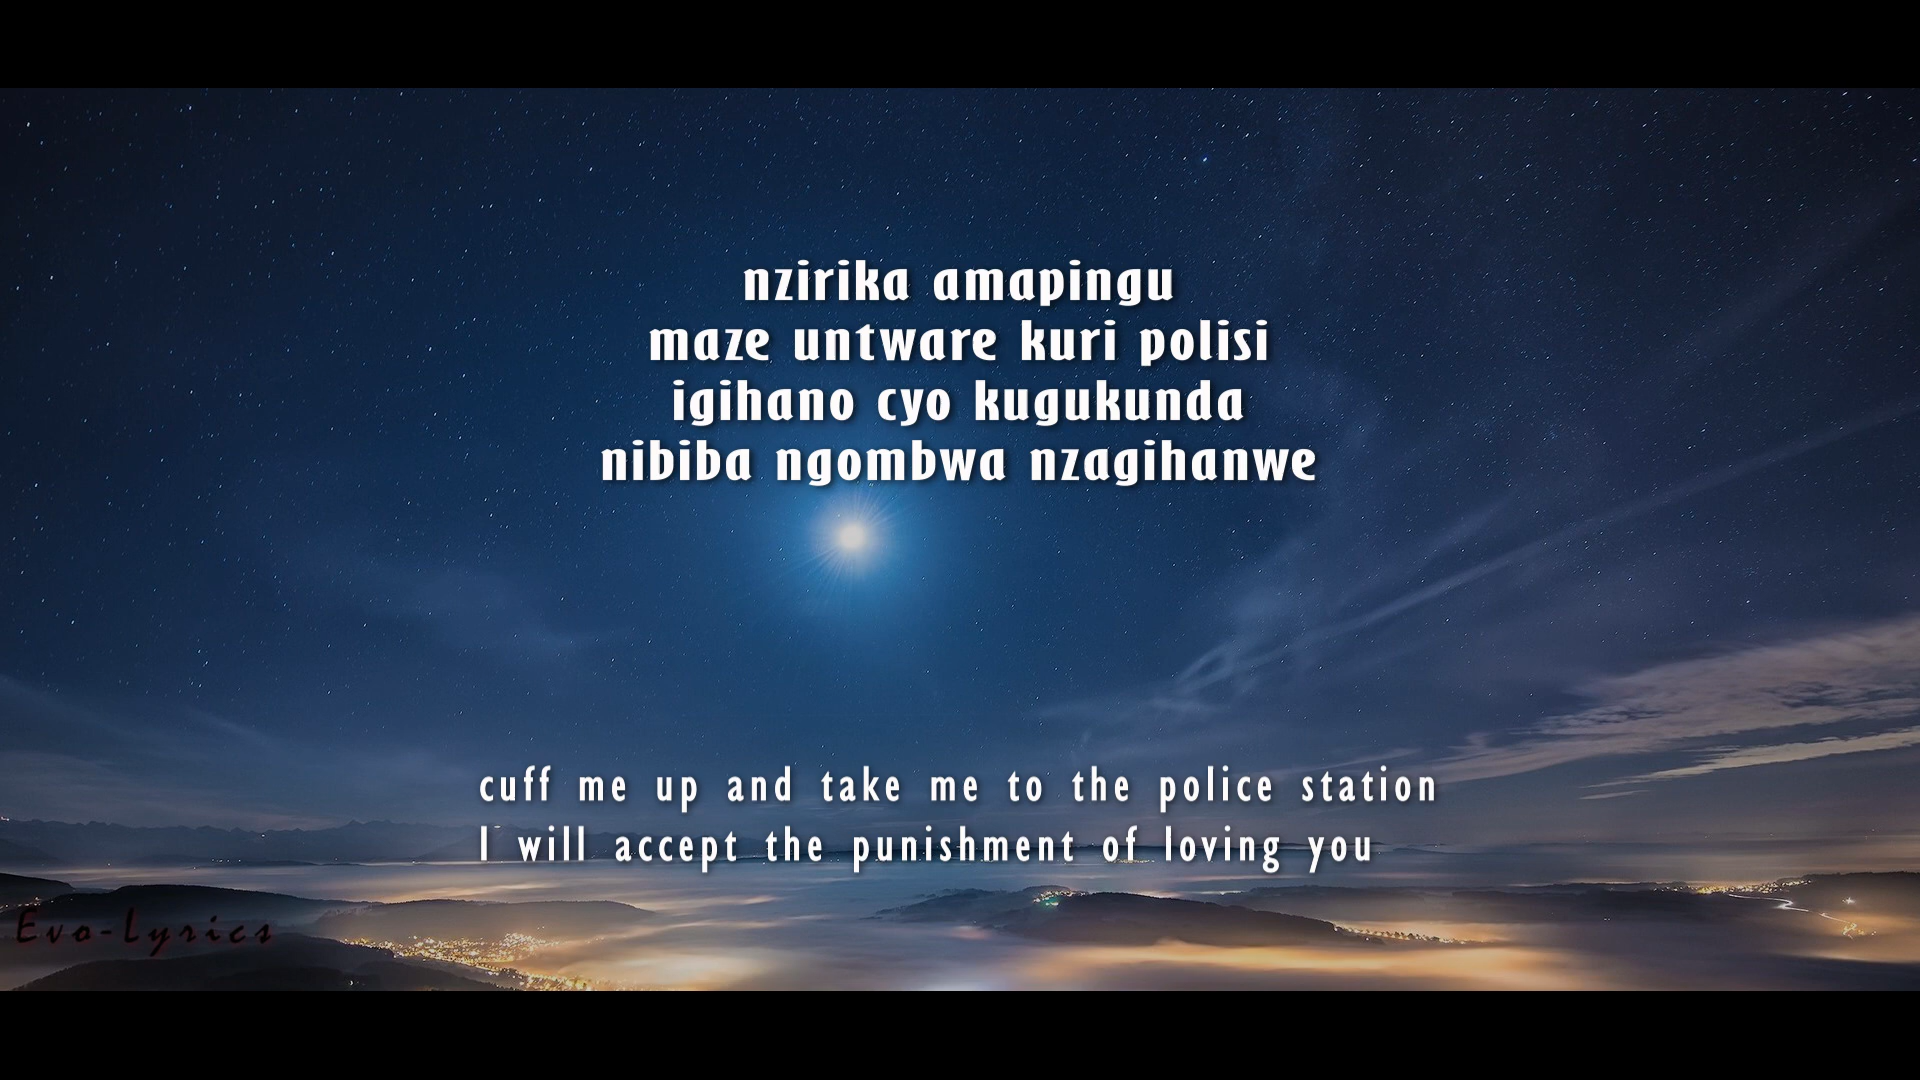 nzirika amapingu
maze untware kuri polisi
igihano cyo kugukunda
nibiba ngombwa nzagihanwe
cuff me up and take me to the police station
I will accept the punishment of loving you
Evo-Lyrics